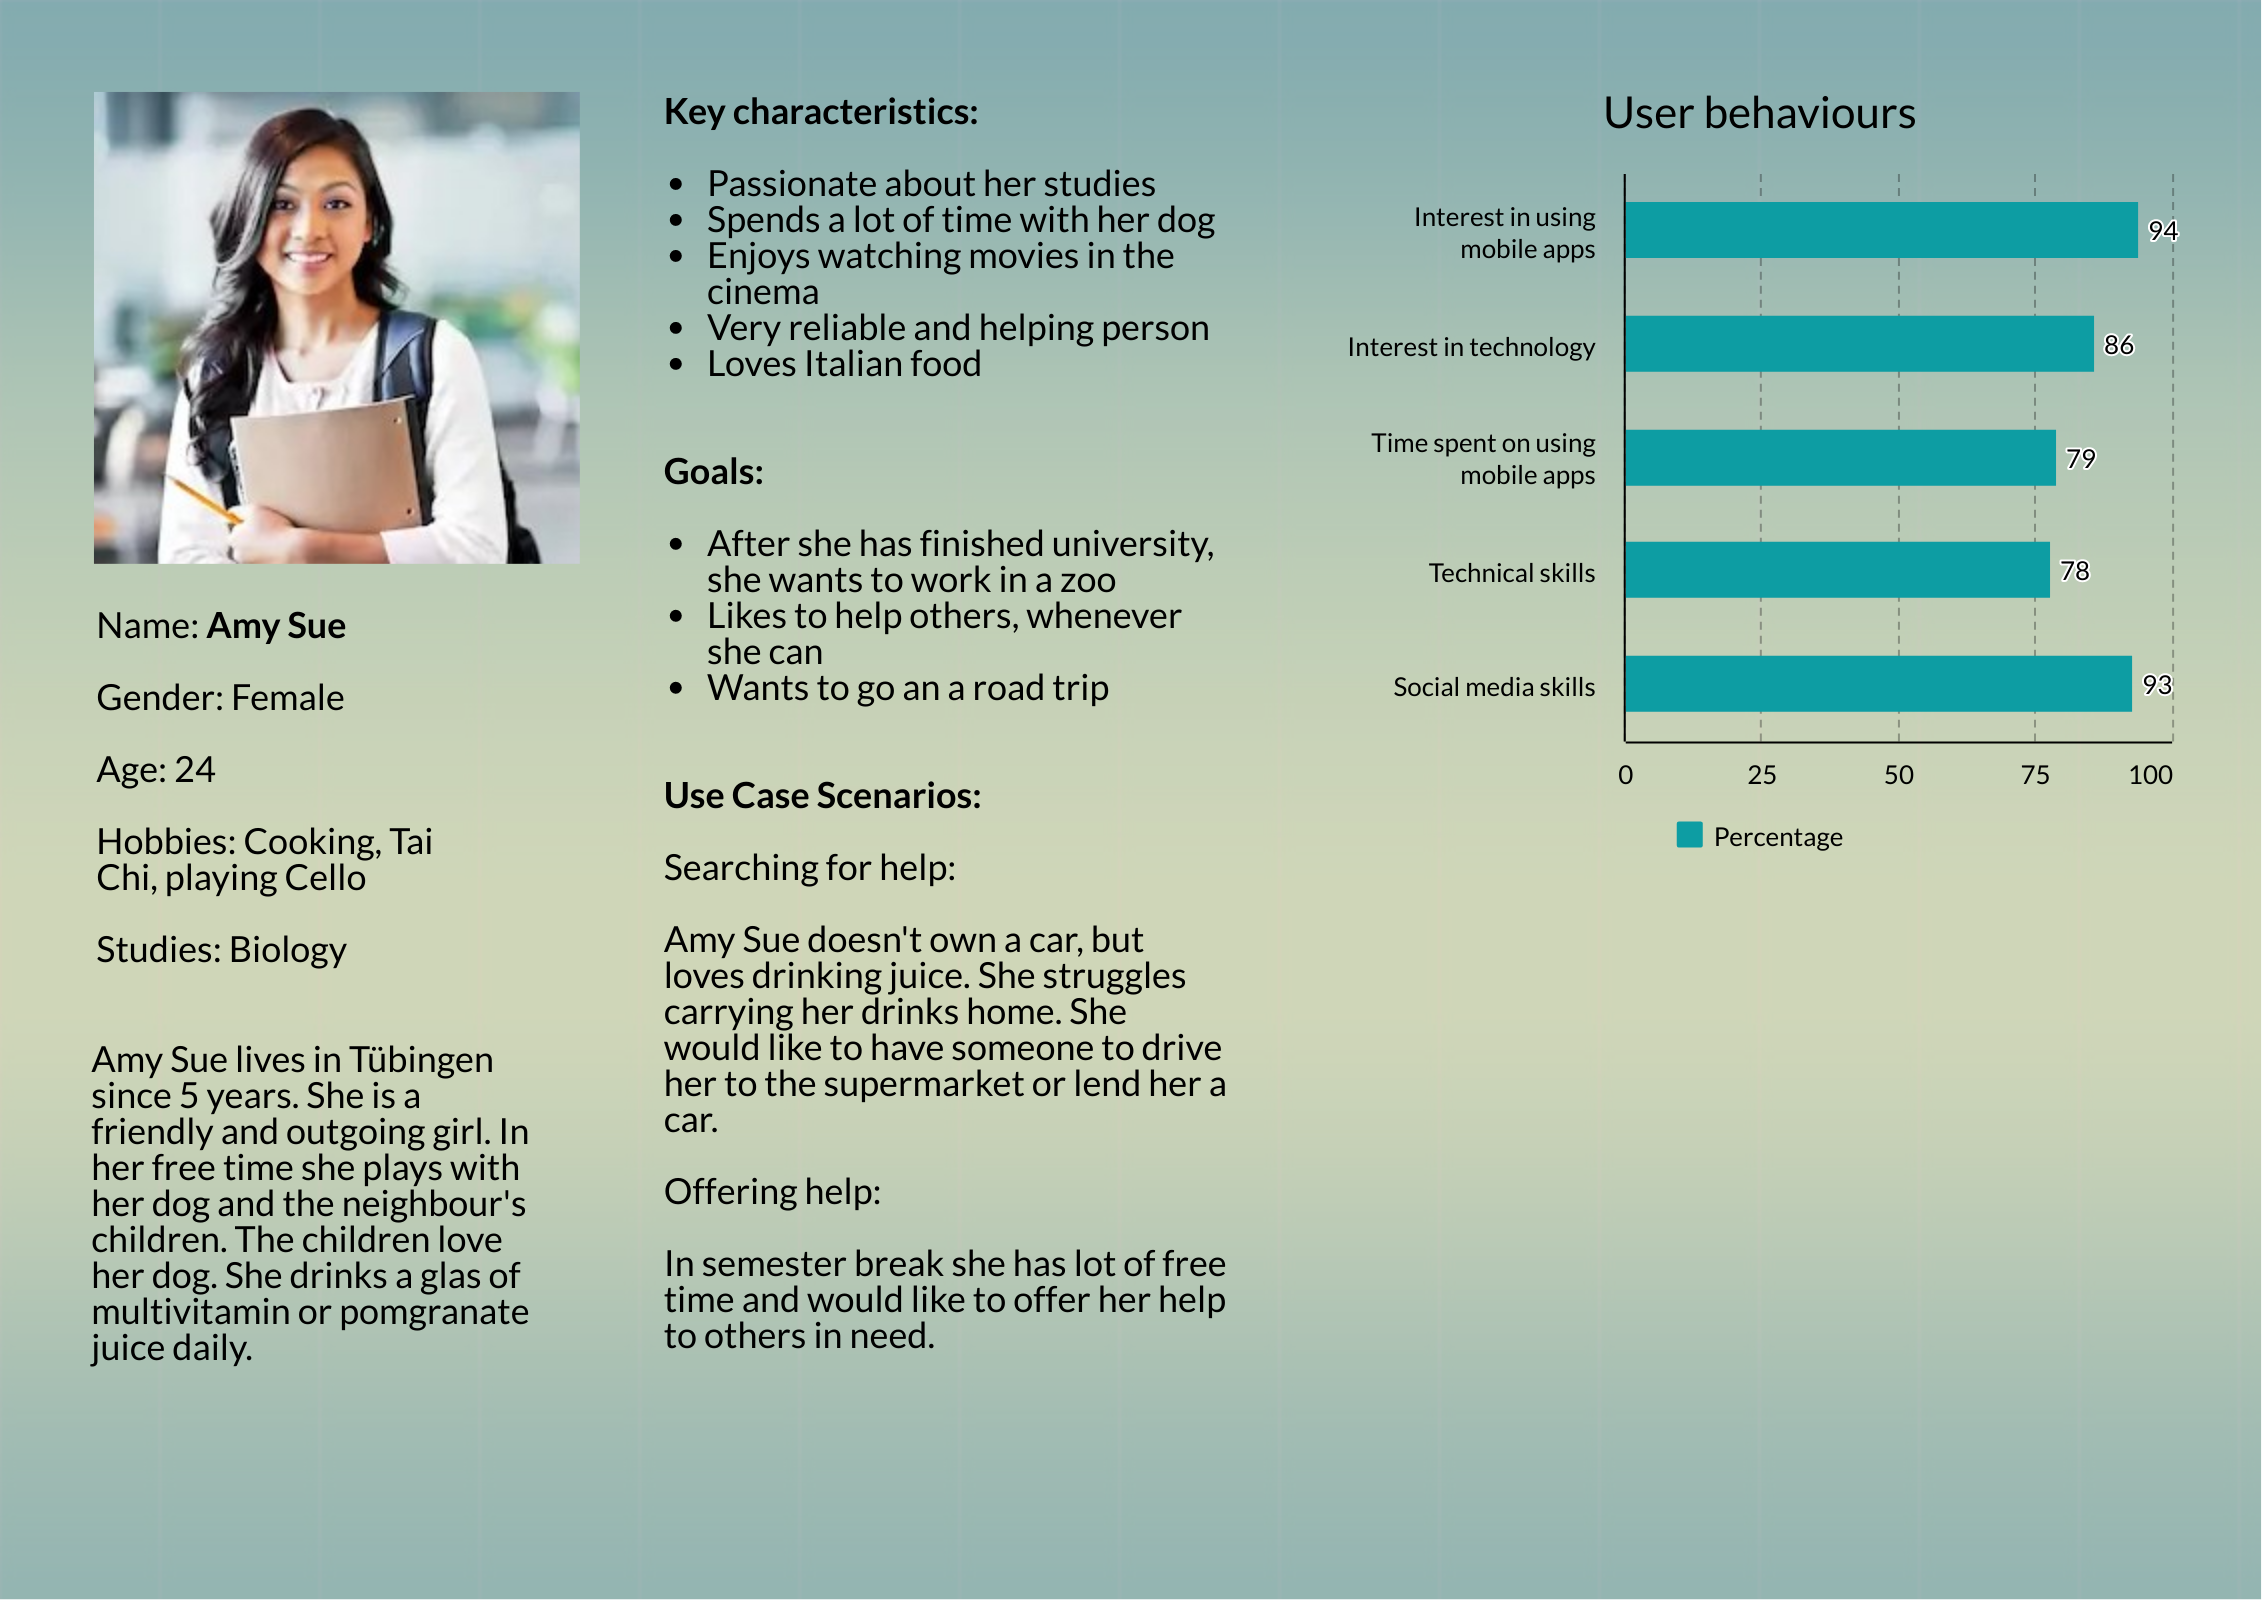 Name: Amy Sue
Gender: Female
Age: 24
Hobbies: Cooking, Tai
Chi, playing Cello
Studies: Biology
Amy Sue lives in Tübingen
since 5 years. She is a
friendly and outgoing girl. In
her free time she plays with
her dog and the neighbour's
children. The children love
her dog. She drinks a glas of
multivitamin or pomgranate
juice daily.
Key characteristics:
• Passionate about her studies
• Spends a lot of time with her dog
• Enjoys watching movies in the
cinema
• Very reliable and helping person
• Loves Italian food
Goals:
• After she has finished university,
she wants to work in a zoo
• Likes to help others, whenever
she can
• Wants to go an a road trip
Use Case Scenarios:
Searching for help:
Amy Sue doesn't own a car, but
loves drinking juice. She struggles
carrying her drinks home. She
would like to have someone to drive
her to the supermarket or lend her a
car.
Offering help:
In semester break she has lot of free
time and would like to offer her help
to others in need.
User behaviours
Interest in using
mobile apps
94
Interest in technology
86
Time spent on using
mobile apps
79
Technical skills
78
Social media skills
93
0 25 50 75 100
Percentage